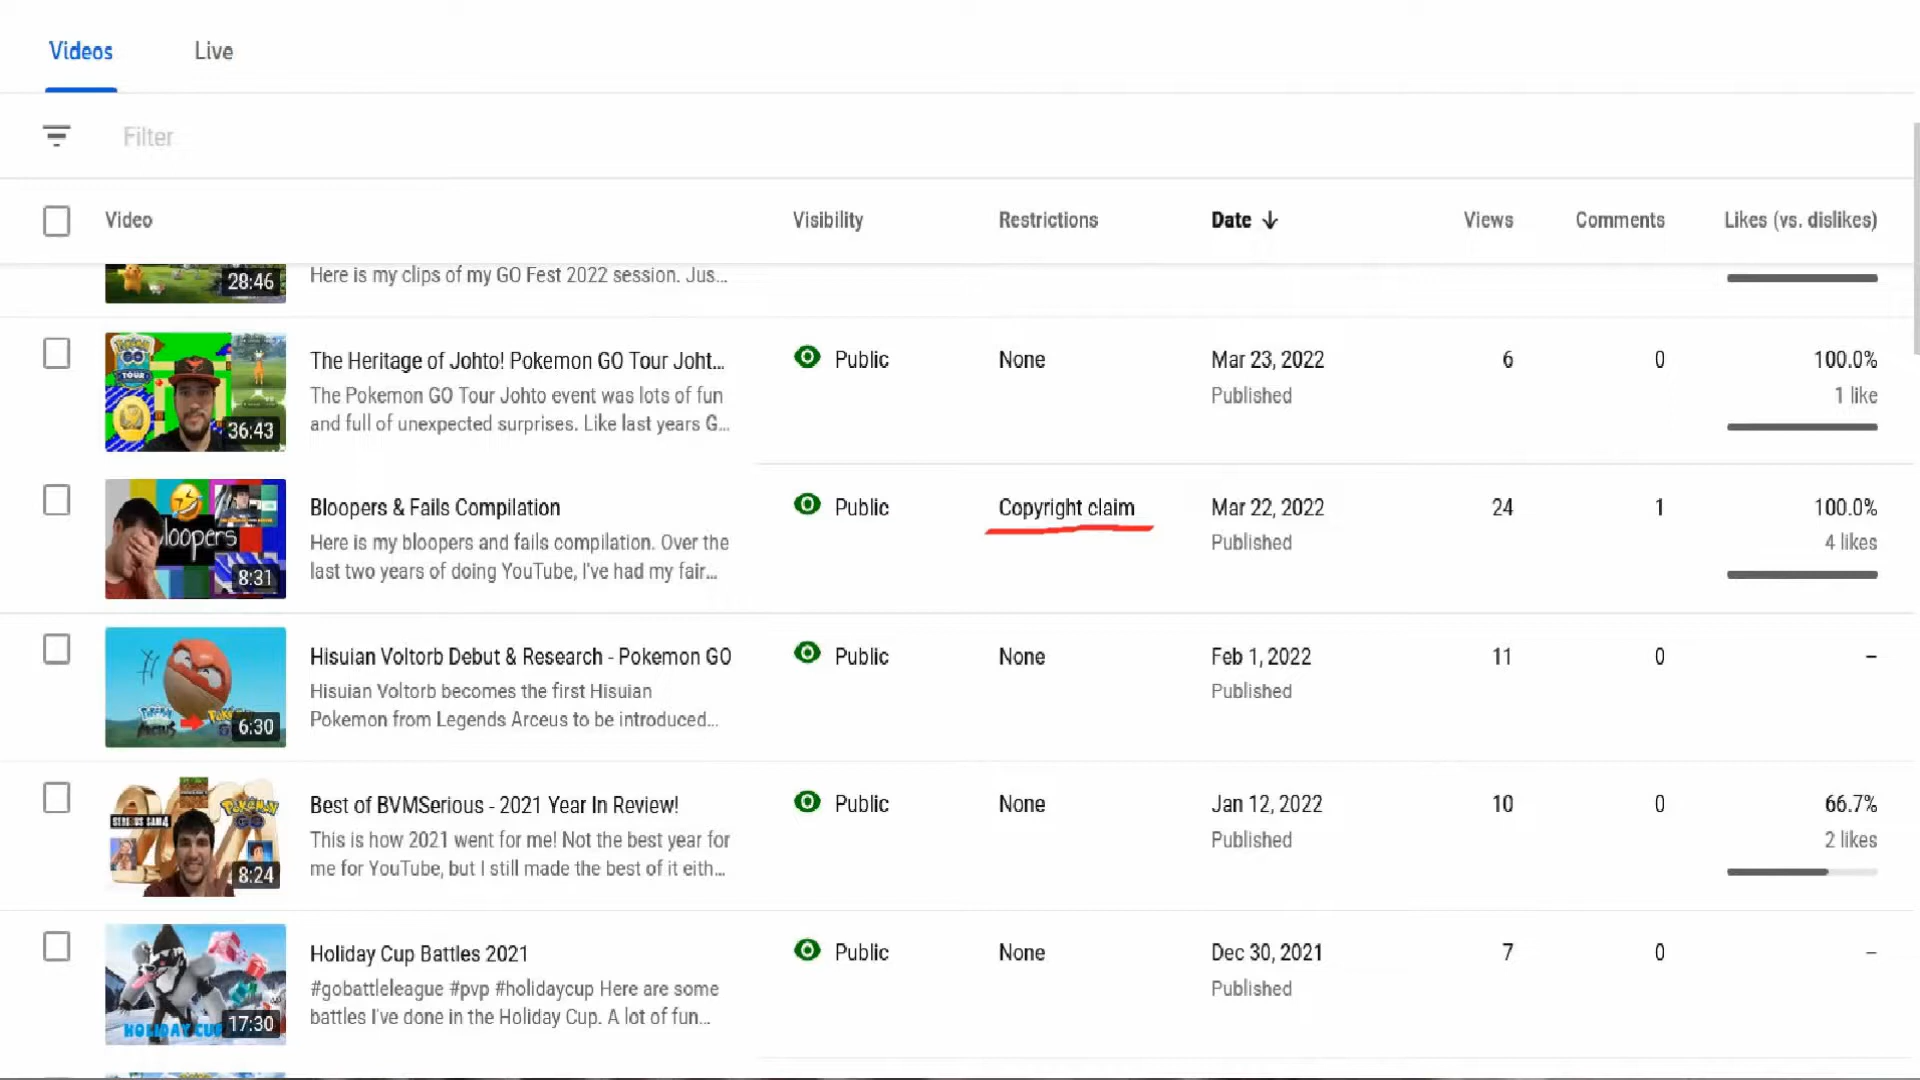 Videos Live
Filter
Video Visibility Restrictions Date Views Comments Likes (vs. dislikes)
28:46 Here is my clips of my GO Fest 2022 session. Jus...
The Heritage of Johto! Pokemon GO Tour Joht... Public None Mar 23, 2022 6 0 100.0%
The Pokemon GO Tour Johto event was lots of fun Published 1 like
and full of unexpected surprises. Like last years G...
POKÉMON GO TOUR
36:43
Bloopers & Fails Compilation Public Copyright claim Mar 22, 2022 24 1 100.0%
Here is my bloopers and fails compilation. Over the Published 4 likes
last two years of doing YouTube, I've had my fair...
loopers
8:31
Hisuian Voltorb Debut & Research - Pokemon GO Public None Feb 1, 2022 11 0 –
Hisuian Voltorb becomes the first Hisuian Published
Pokemon from Legends Arceus to be introduced...
ARCEUS
6:30
Best of BVMSerious - 2021 Year In Review! Public None Jan 12, 2022 10 0 66.7%
This is how 2021 went for me! Not the best year for Published 2 likes
me for YouTube, but I still made the best of it eith...
POKÉMON GO
8:24
Holiday Cup Battles 2021 Public None Dec 30, 2021 7 0 –
#gobattleleague #pvp #holidaycup Here are some Published
battles I've done in the Holiday Cup. A lot of fun...
HOLIDAY CUP
17:30